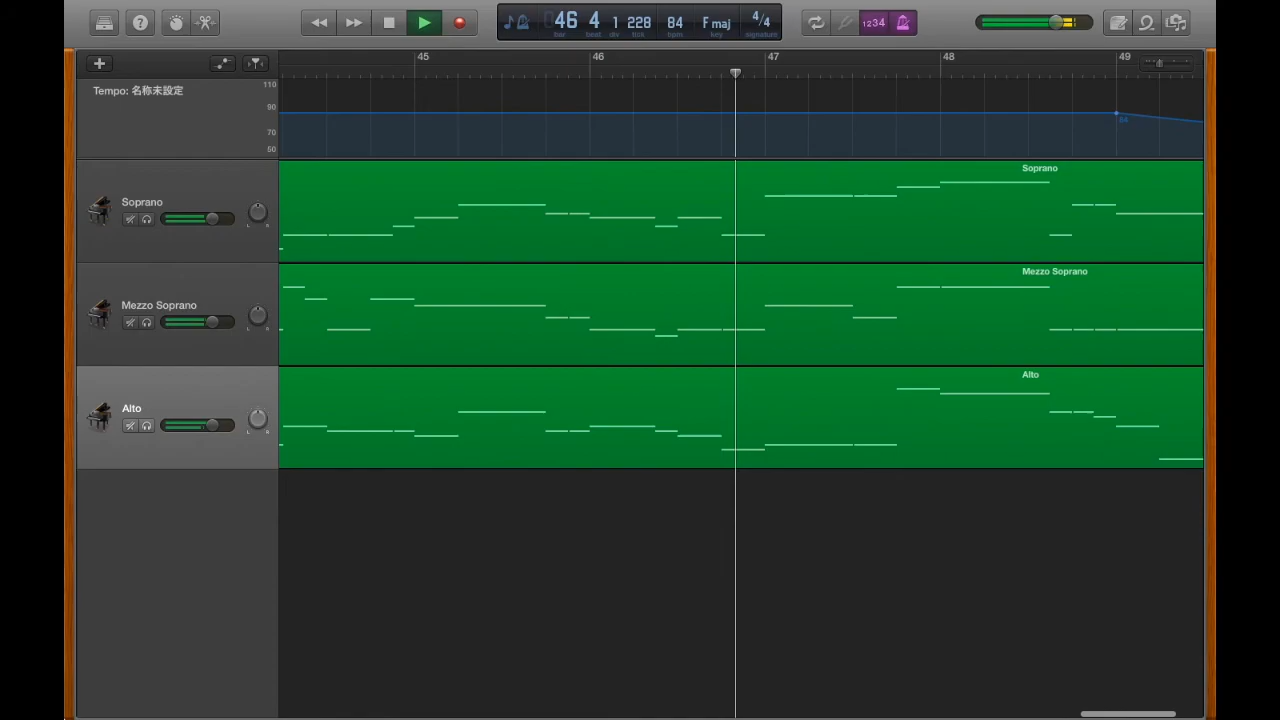 46 4 1 228 84 F maj 4/4
bar beat div tick bpm key signature
1234
45 46 47 48 49
Tempo: 名称未設定
110
90
70
50
84
Soprano
Soprano
L R
Mezzo Soprano
Mezzo Soprano
L R
Alto
Alto
L R